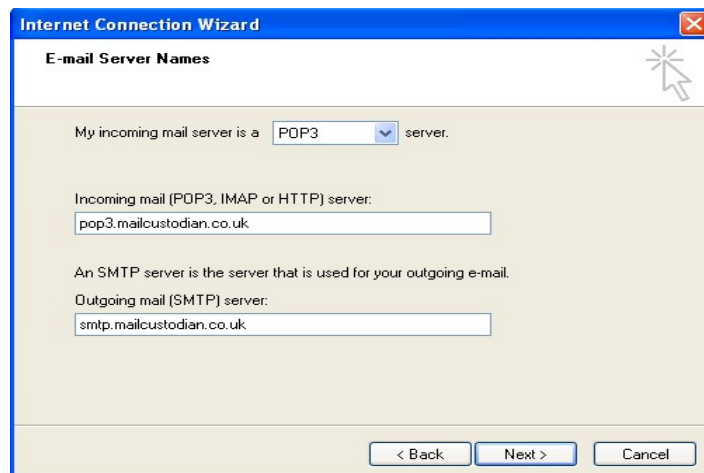 Internet Connection Wizard
E-mail Server Names
My incoming mail server is a POP3 server.
Incoming mail (POP3, IMAP or HTTP) server:
pop3.mailcustodian.co.uk
An SMTP server is the server that is used for your outgoing e-mail.
Outgoing mail (SMTP) server:
smtp.mailcustodian.co.uk
< Back Next > Cancel